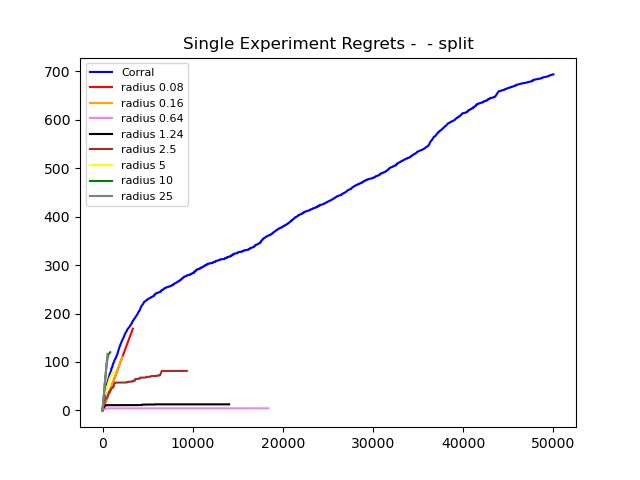 Single Experiment Regrets -  - split
700
600
500
400
300
200
100
0
Corral
radius 0.08
radius 0.16
radius 0.64
radius 1.24
radius 2.5
radius 5
radius 10
radius 25
0 10000 20000 30000 40000 50000